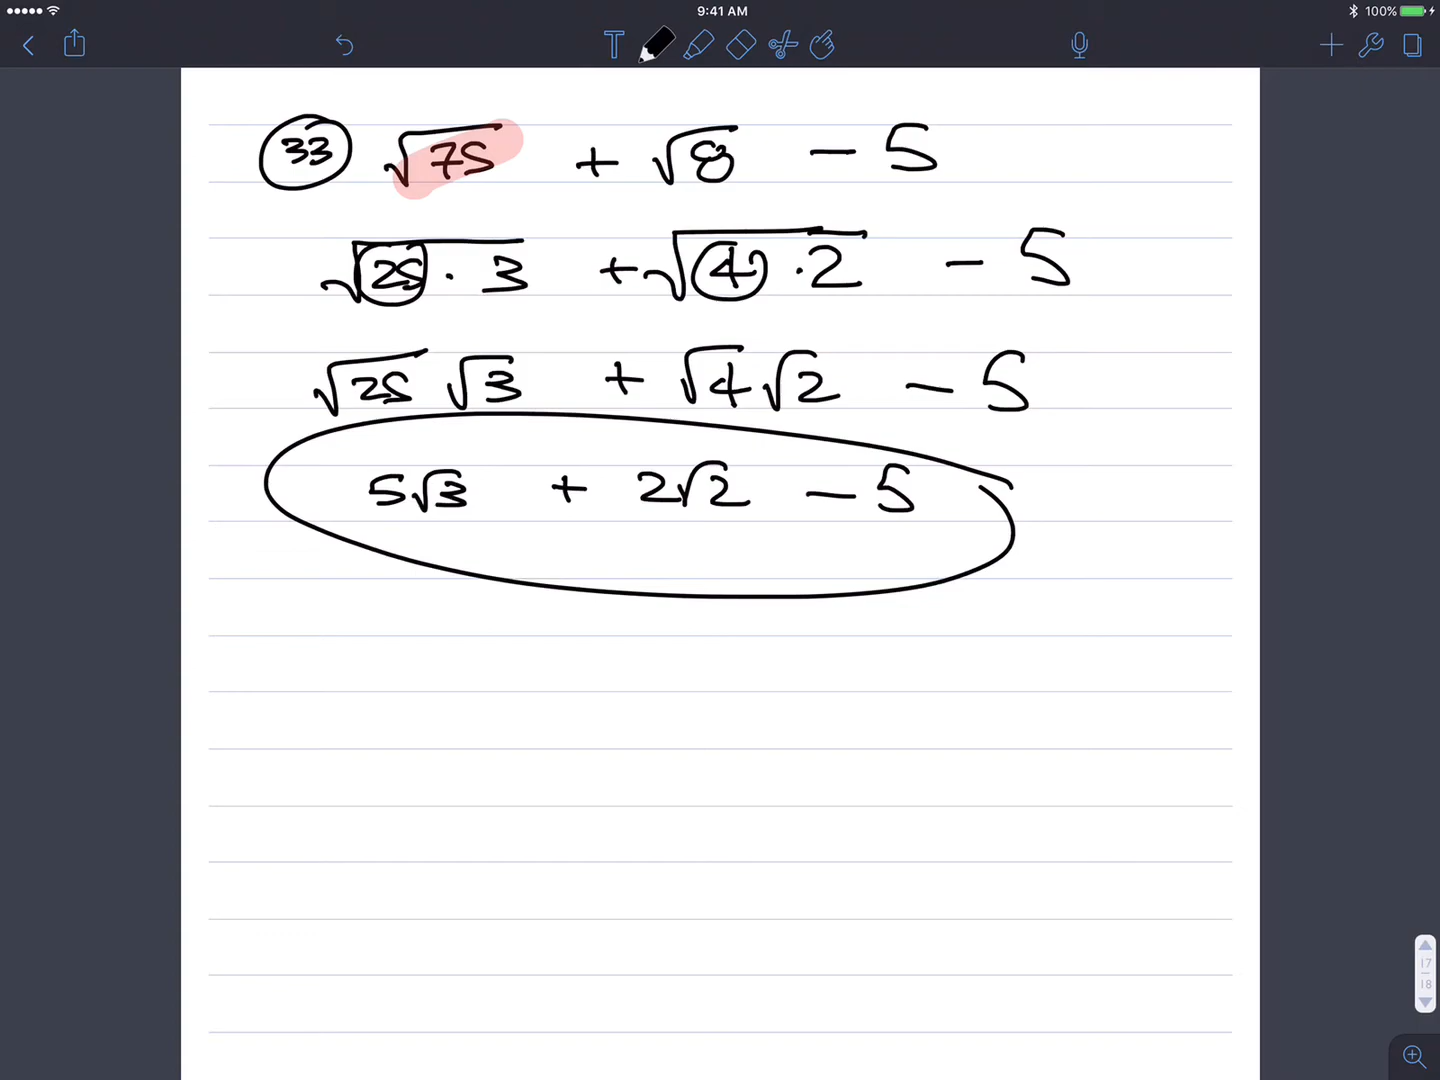 9:41 AM 100%
T
33 √75 + √8 - 5
√25 · 3 + √4 · 2 - 5
√25 √3 + √4 √2 - 5
5√3 + 2√2 - 5
17
18